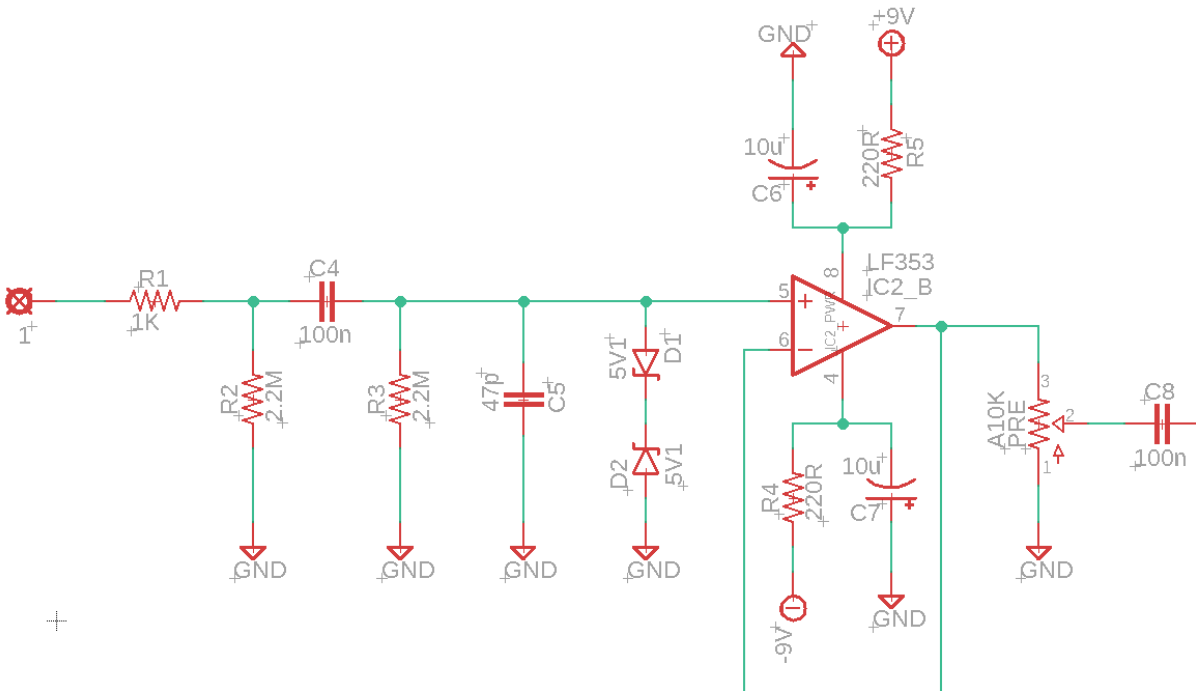 GND
+9V
10u
C6
220R
R5
LF353
IC2_B
IC2_PWR
8
5
6
7
4
R1
1K
1
C4
100n
R2
2.2M
R3
2.2M
47p
C5
5V1
D1
D2
5V1
R4
220R
10u
C7
-9V
GND
A10K
PRE
3
2
1
C8
100n
GND
GND
GND
GND
GND